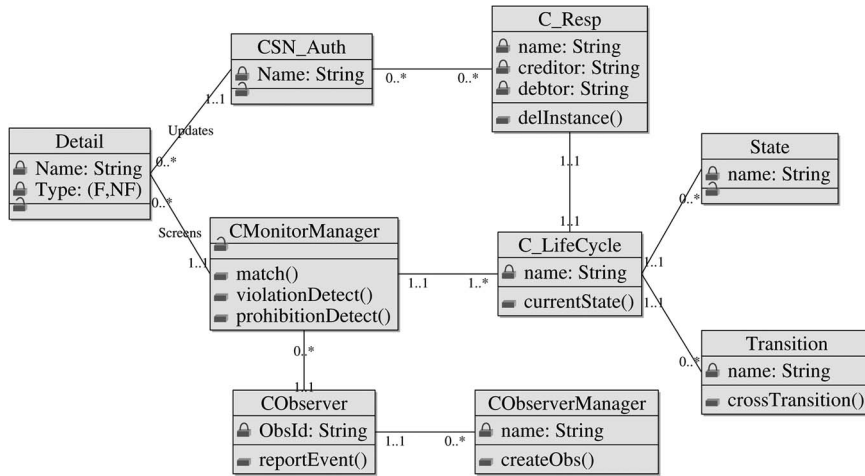 C_Resp
name: String
creditor: String
debtor: String
delInstance()
CSN_Auth
Name: String
0..*
0..*
1..1
Updates
0..*
Detail
Name: String
Type: (F,NF)
0..*
Screens
1..1
1..1
1..1
State
name: String
0..*
CMonitorManager
match()
violationDetect()
prohibitionDetect()
1..1
1..*
C_LifeCycle
name: String
currentState()
1..1
1..1
0..*
Transition
name: String
crossTransition()
0..*
1..1
CObserver
ObsId: String
reportEvent()
1..1
0..*
CObserverManager
name: String
createObs()